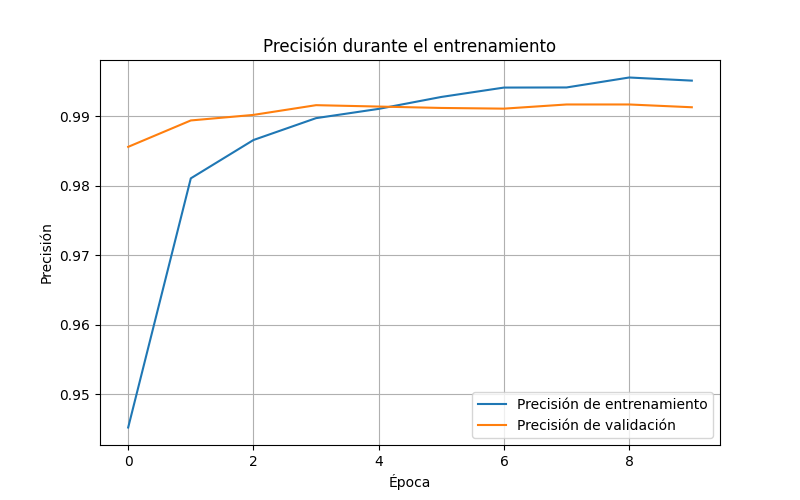 Precisión durante el entrenamiento
Precisión
0.99
0.98
0.97
0.96
0.95
0
2
4
6
8
Época
Precisión de entrenamiento
Precisión de validación